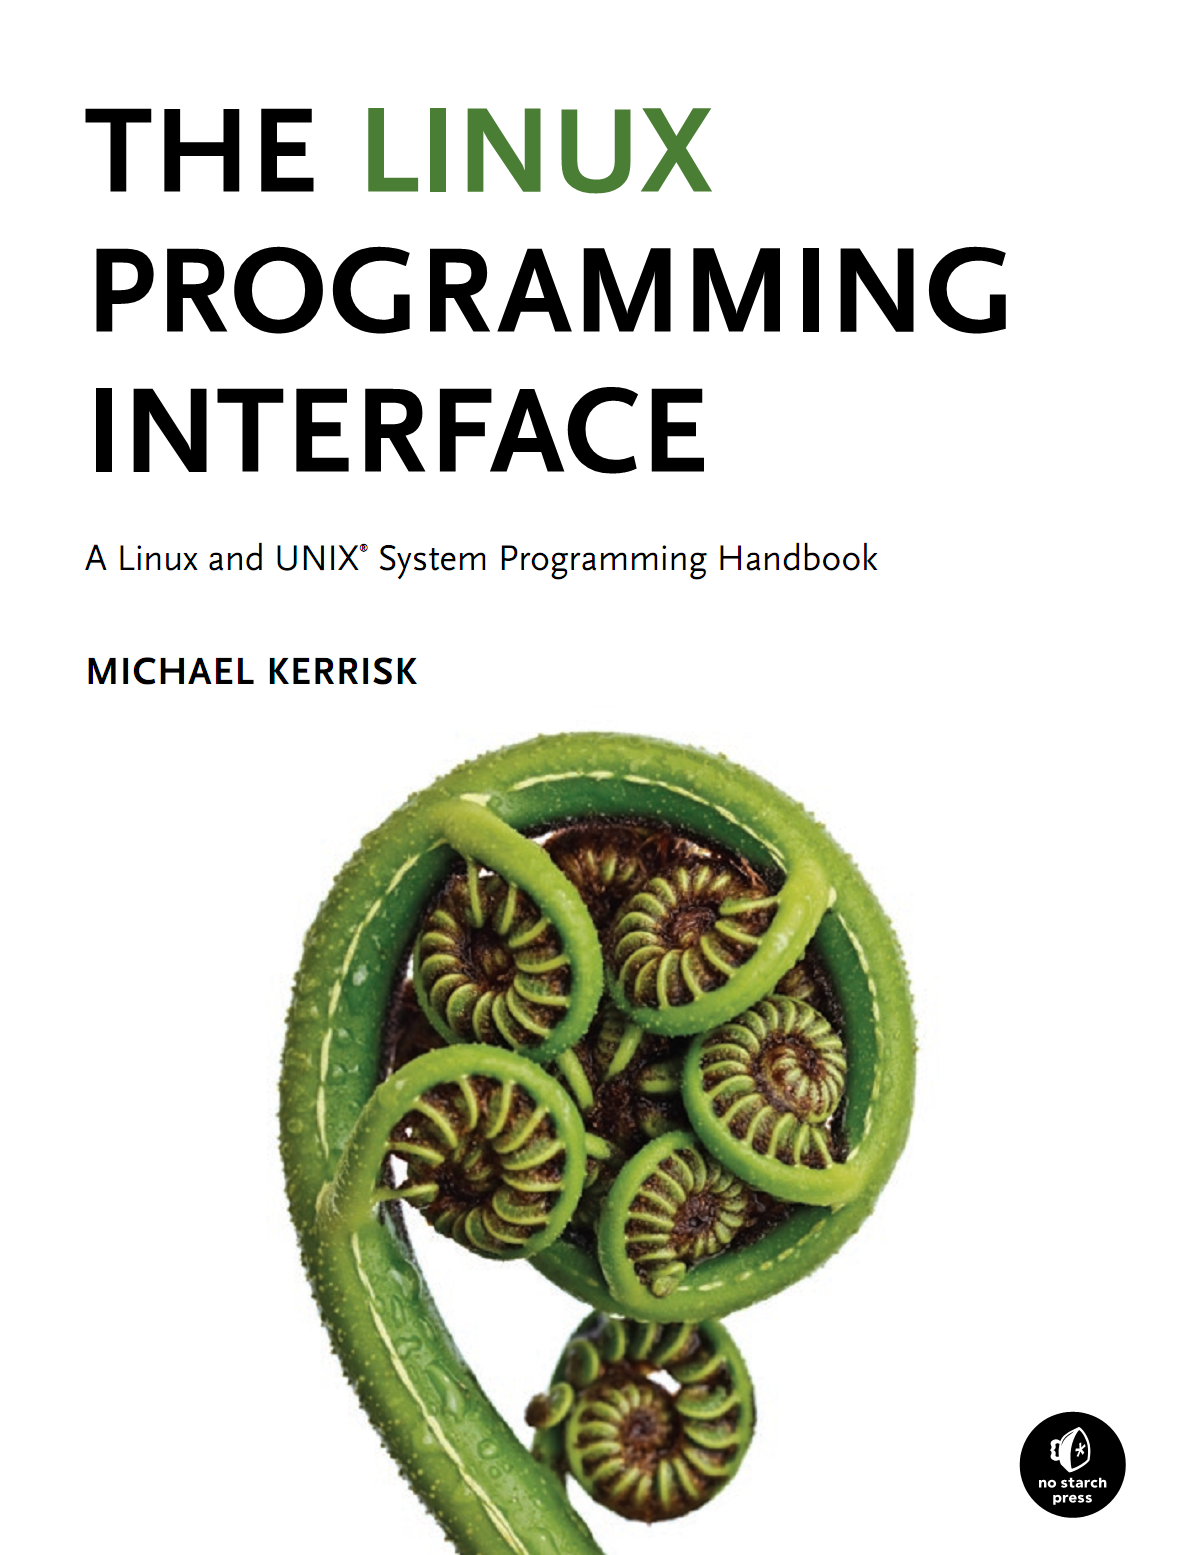 THE LINUX
PROGRAMMING
INTERFACE
A Linux and UNIX® System Programming Handbook
MICHAEL KERRISK
no starch
press